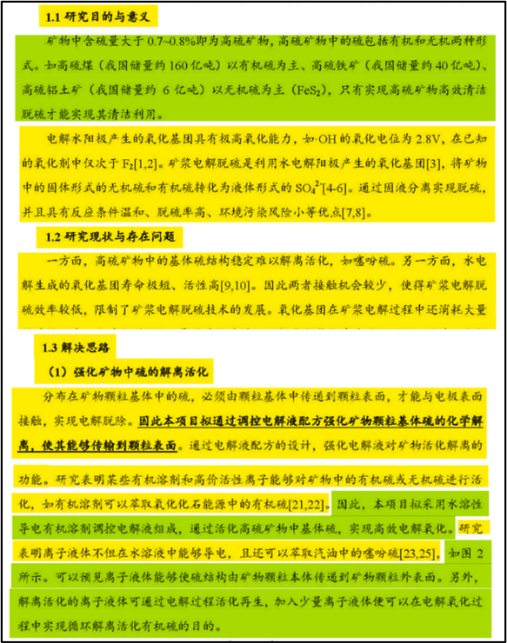 1.1 研究目的与意义
矿物中含硫量大于 0.7~0.8%即为高硫矿物，高硫矿物中的硫包括有机和无机两种形
式。如高硫煤（我国储量约 160 亿吨）以有机硫为主、高硫铁矿（我国储量约 40 亿吨）、
高硫铝土矿（我国储量约 6 亿吨）以无机硫为主（FeS₂），只有实现高硫矿物高效清洁
脱硫才能实现其清洁利用。
电解水阳极产生的氧化基团具有极高氧化能力，如·OH 的氧化电位为 2.8V，在已知
的氧化剂中仅次于 F₂[1,2]。矿浆电解脱硫是利用水电解阳极产生的氧化基团[3]，将矿物
中的固体形式的无机硫和有机硫转化为液体形式的 SO₄²⁻[4-6]。通过固液分离实现脱硫，
并且具有反应条件温和、脱硫率高、环境污染风险小等优点[7,8]。
1.2 研究现状与存在问题
一方面，高硫矿物中的基体硫结构稳定难以解离活化，如噻吩硫。另一方面，水电
解生成的氧化基团寿命极短、活性高[9,10]。因此两者接触机会较少，使得矿浆电解脱
硫效率较低，限制了矿浆电解脱硫技术的发展。氧化基团在矿浆电解过程中还消耗大量
1.3 解决思路
（1）强化矿物中硫的解离活化
分布在矿物颗粒基体中的硫，必须由颗粒基体中传递到颗粒表面，才能与电极表面
接触，实现电解脱除。因此本项目拟通过调控电解液配方强化矿物颗粒基体硫的化学解
离，使其能够传输到颗粒表面。通过电解液配方的设计，强化电解液对矿物活化解离的
功能。研究表明某些有机溶剂和高价活性离子能够对矿物中的有机硫或无机硫进行活
化，如有机溶剂可以萃取氧化化石能源中的有机硫[21,22]。因此，本项目拟采用水溶性
导电有机溶剂调控电解液组成，通过活化高硫矿物中基体硫，实现高效电解氧化。研究
表明离子液体不但在水溶液中能够导电，且还可以萃取汽油中的噻吩硫[23,25]，如图 2
所示。可以预见离子液体能够使硫结构由矿物颗粒本体传递到矿物颗粒外表面。另外，
解离活化的离子液体可通过电解过程活化再生，加入少量离子液体便可以在电解氧化过
程中实现循环解离活化有机硫的目的。